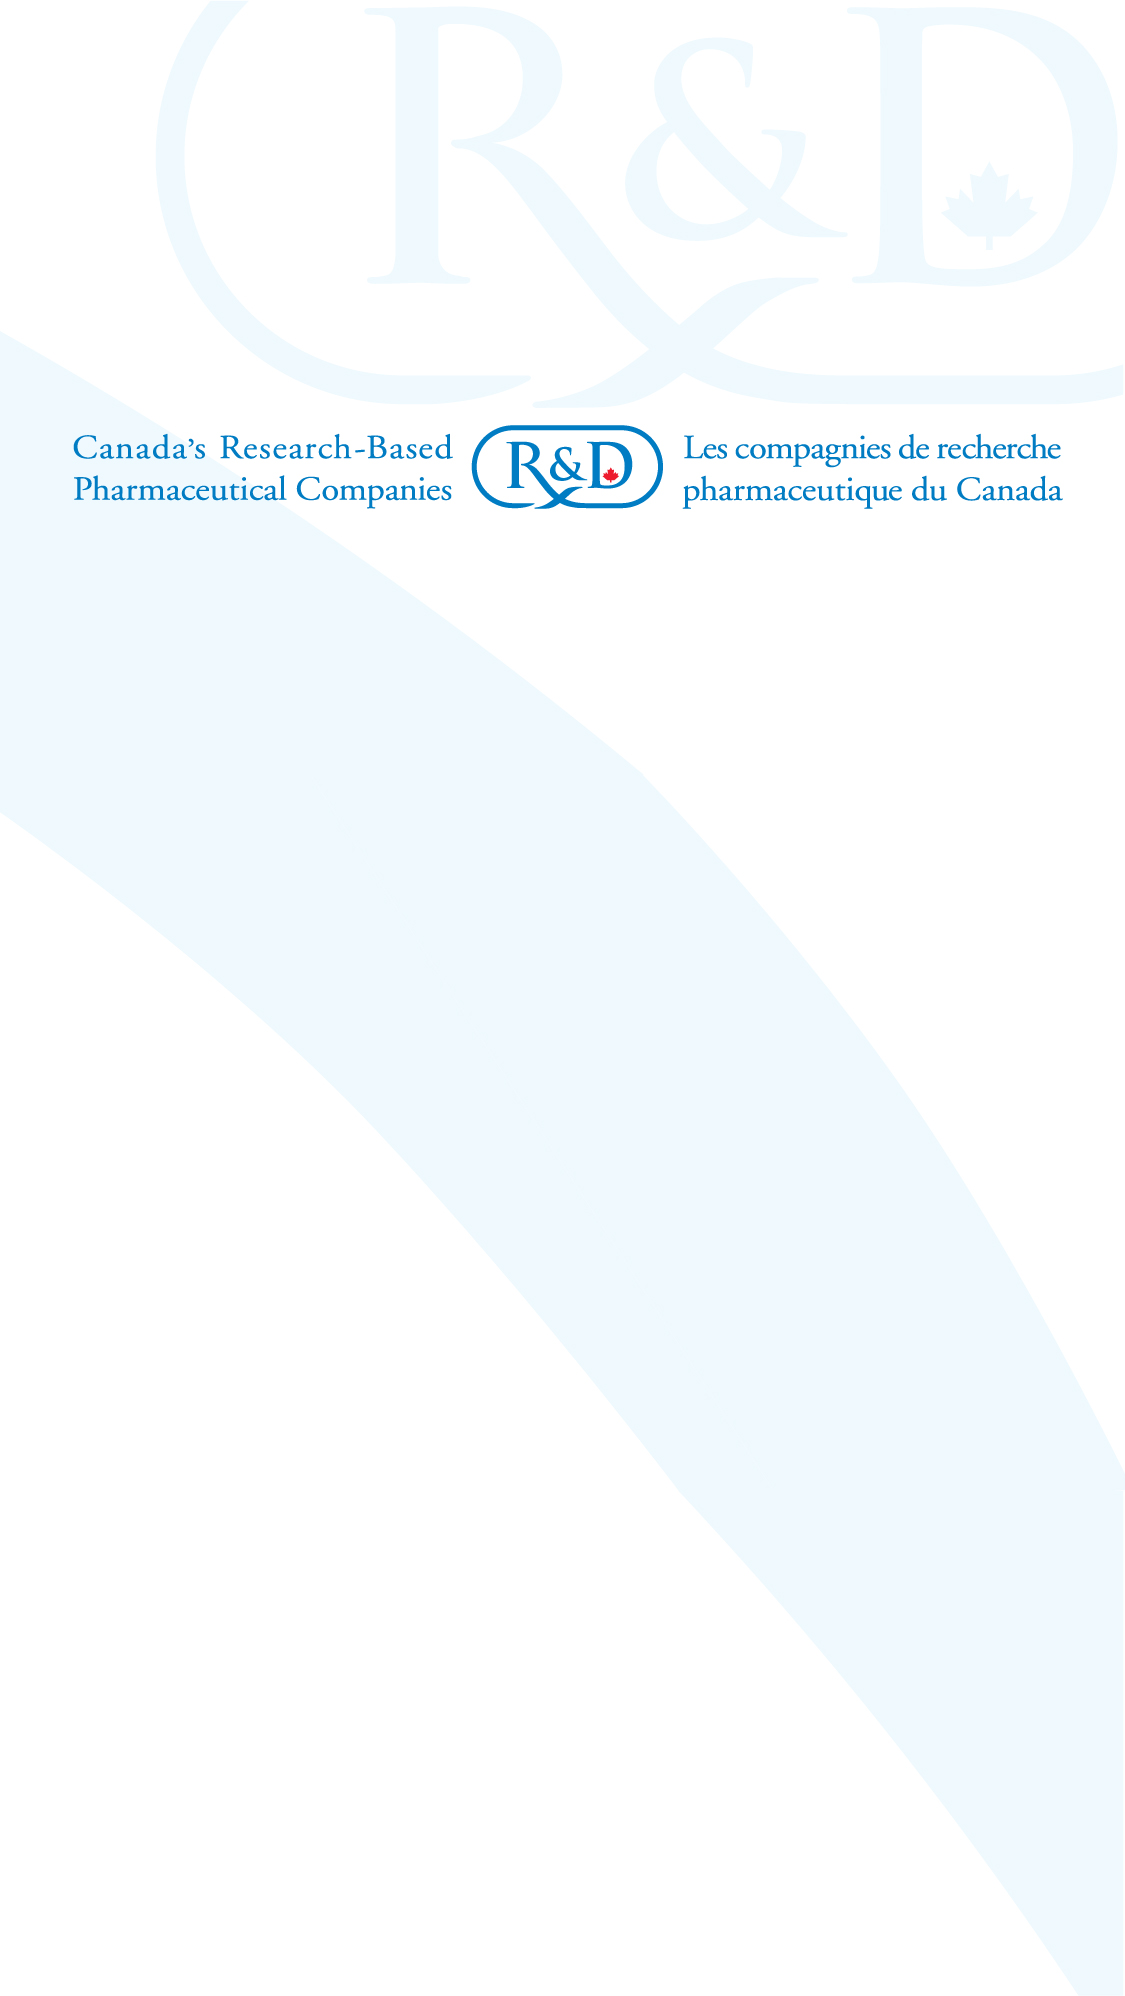 R&D
Canada's Research-Based
Pharmaceutical Companies
R&D
Les compagnies de recherche
pharmaceutique du Canada